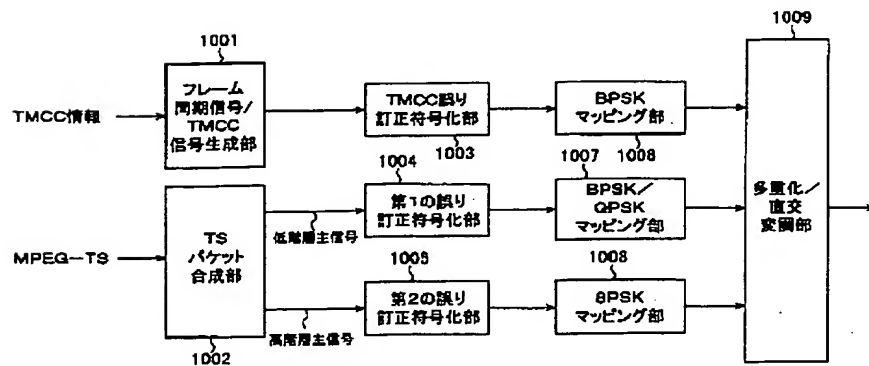 1009
1001
フレーム
同期信号/
TMCC
信号生成部
TMCC情報
TMCC誤り
訂正符号化部
1003
BPSK
マッピング部
1008
1004
第1の誤り
訂正符号化部
1007
BPSK/
QPSK
マッピング部
多重化/
直交
変調部
TS
パケット
合成部
低階層主信号
MPEG-TS
1005
第2の誤り
訂正符号化部
1008
8PSK
マッピング部
高階層主信号
1002